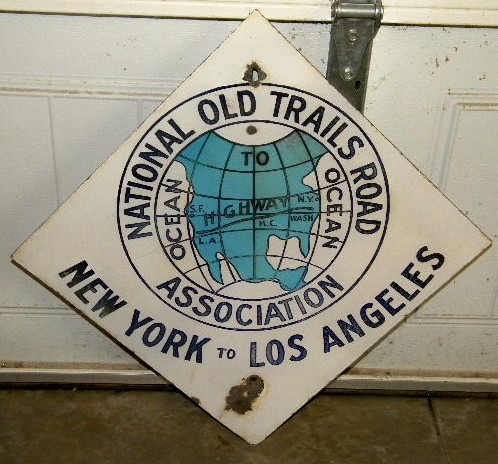 NATIONAL OLD TRAILS ROAD
ASSOCIATION
OCEAN TO OCEAN
HIGHWAY
S.F.
L.A.
K.C.
N.Y.
WASH.
NEW YORK TO LOS ANGELES